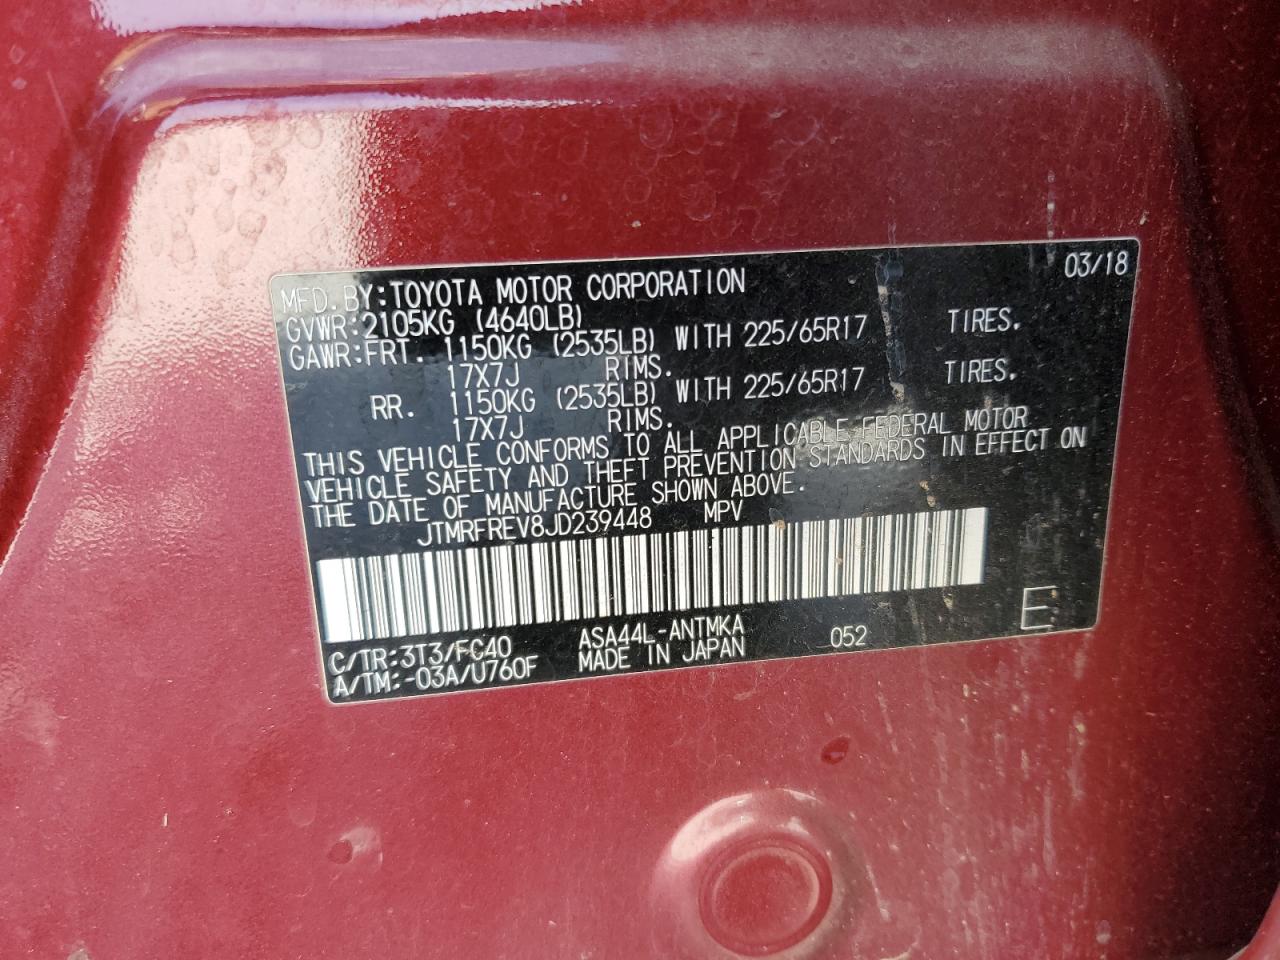 03/18
MFD. BY: TOYOTA MOTOR CORPORATION
GVWR: 2105KG (4640LB)
GAWR: FRT. 1150KG (2535LB) WITH 225/65R17 TIRES.
17X7J RIMS.
RR. 1150KG (2535LB) WITH 225/65R17 TIRES.
17X7J RIMS.
THIS VEHICLE CONFORMS TO ALL APPLICABLE FEDERAL MOTOR
VEHICLE SAFETY AND THEFT PREVENTION STANDARDS IN EFFECT ON
THE DATE OF MANUFACTURE SHOWN ABOVE.
JTMRFREV8JD239448 MPV
C/TR: 3T3/FC40 ASA44L-ANTMKA 052 E
A/TM: -03A/U760F MADE IN JAPAN